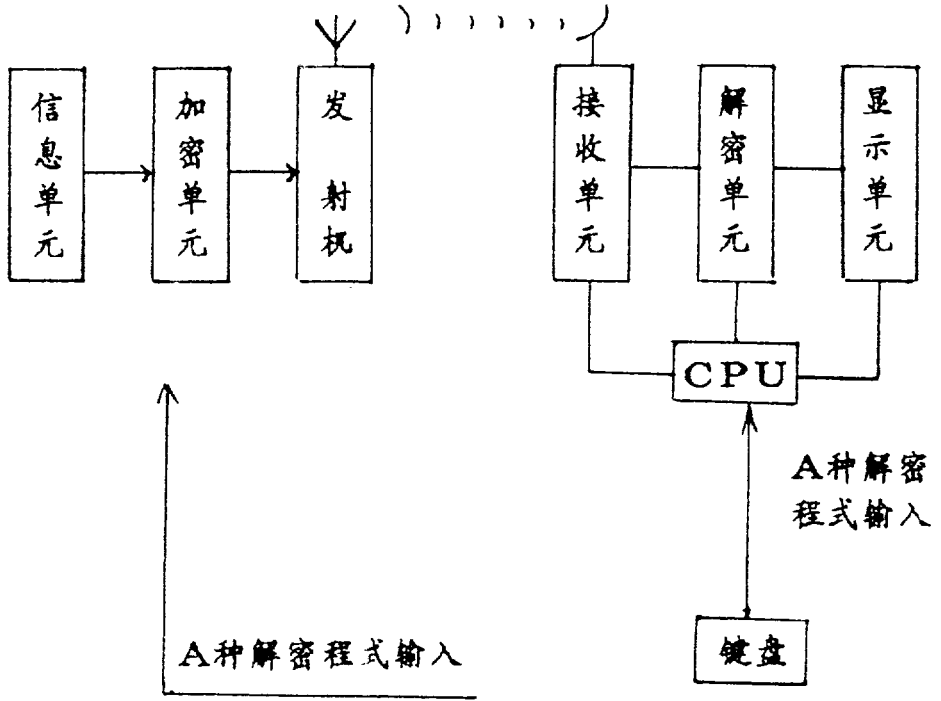 信息单元
加密单元
发射机
接收单元
解密单元
显示单元
CPU
A种解密
程式输入
A种解密程式输入
键盘